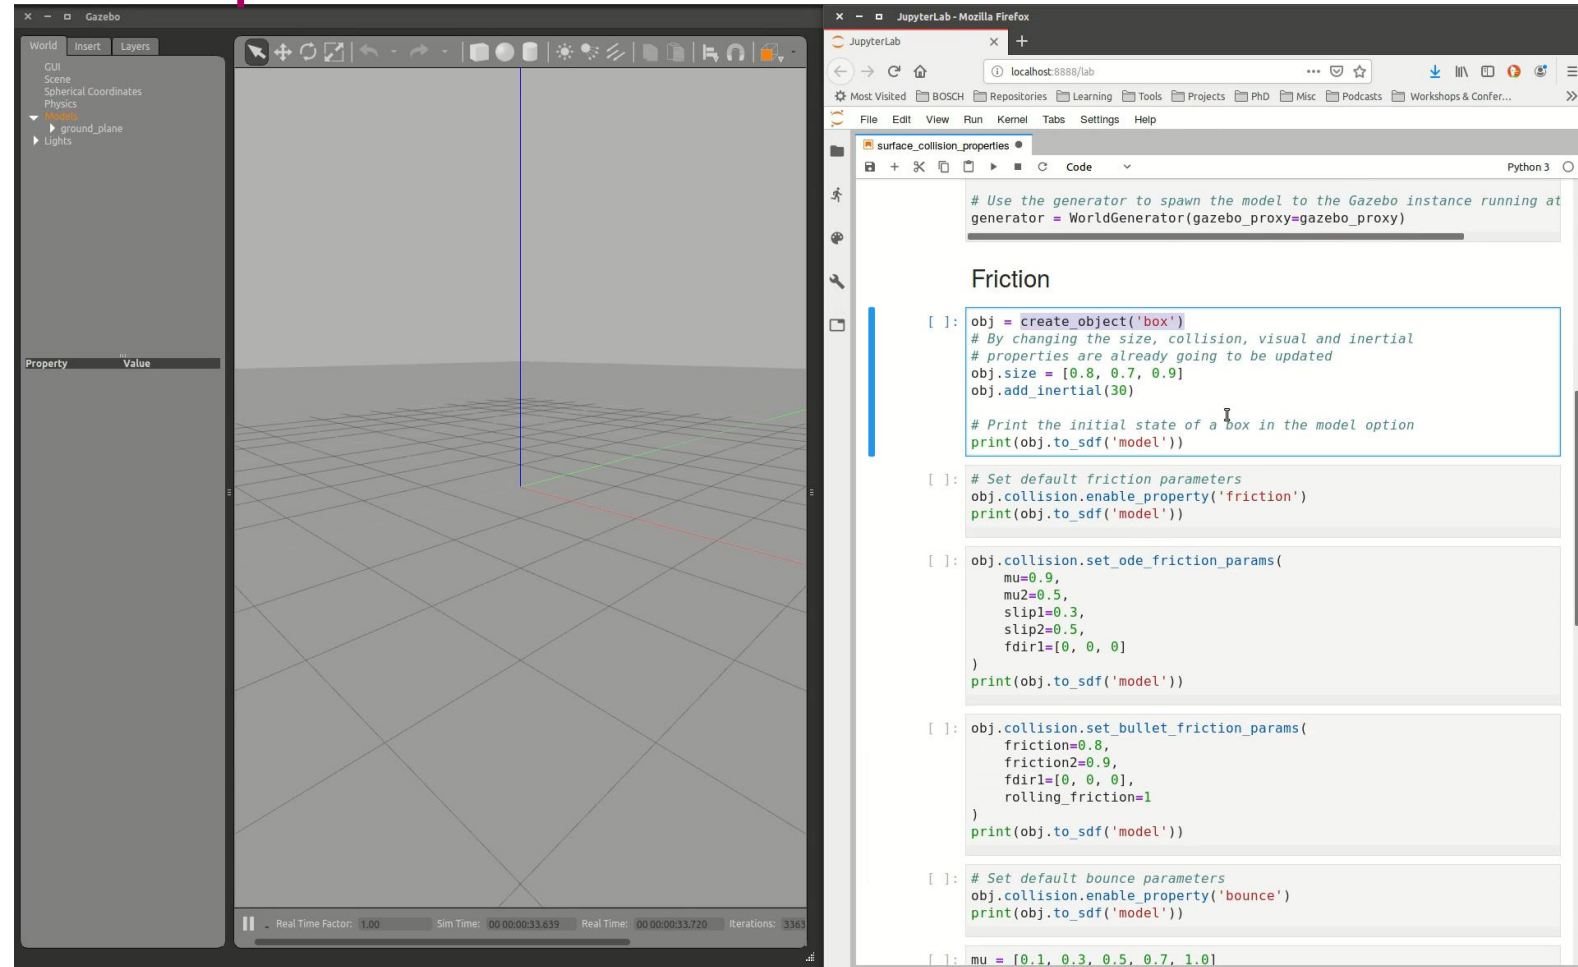 Gazebo
World Insert Layers
GUI
Scene
Spherical Coordinates
Physics
Models
ground_plane
Lights
Property Value
Real Time Factor: 1.00 Sim Time: 00 00:00:33.639 Real Time: 00 00:00:33.720 Iterations: 3363
JupyterLab - Mozilla Firefox
JupyterLab
localhost:8888/lab
Most Visited BOSCH Repositories Learning Tools Projects PhD Misc Podcasts Workshops & Confer...
File Edit View Run Kernel Tabs Settings Help
surface_collision_properties
Code Python 3
# Use the generator to spawn the model to the Gazebo instance running at
generator = WorldGenerator(gazebo_proxy=gazebo_proxy)
Friction
[ ]: obj = create_object('box')
# By changing the size, collision, visual and inertial
# properties are already going to be updated
obj.size = [0.8, 0.7, 0.9]
obj.add_inertial(30)
# Print the initial state of a box in the model option
print(obj.to_sdf('model'))
[ ]: # Set default friction parameters
obj.collision.enable_property('friction')
print(obj.to_sdf('model'))
[ ]: obj.collision.set_ode_friction_params(
mu=0.9,
mu2=0.5,
slip1=0.3,
slip2=0.5,
fdir1=[0, 0, 0]
)
print(obj.to_sdf('model'))
[ ]: obj.collision.set_bullet_friction_params(
friction=0.8,
friction2=0.9,
fdir1=[0, 0, 0],
rolling_friction=1
)
print(obj.to_sdf('model'))
[ ]: # Set default bounce parameters
obj.collision.enable_property('bounce')
print(obj.to_sdf('model'))
[ ]: mu = [0.1, 0.3, 0.5, 0.7, 1.0]